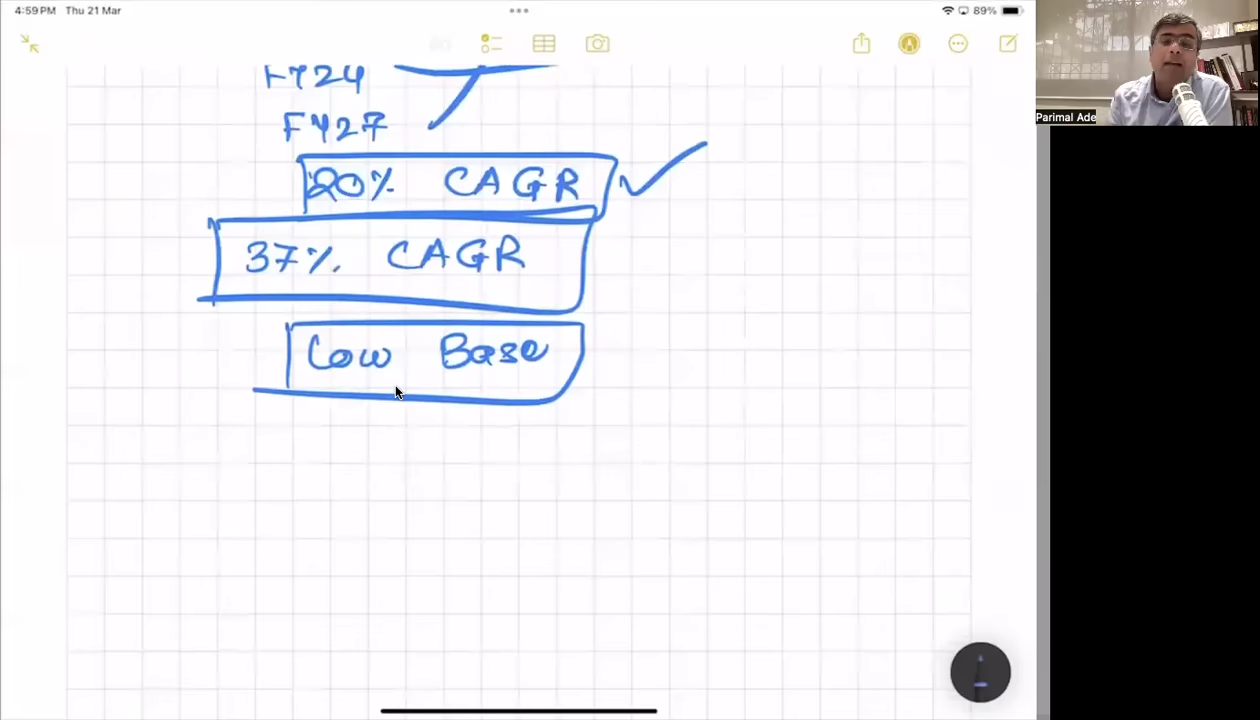 4:59 PM Thu 21 Mar
89%
Parimal Ade
FY24
FY27
20% CAGR
37% CAGR
Low Base